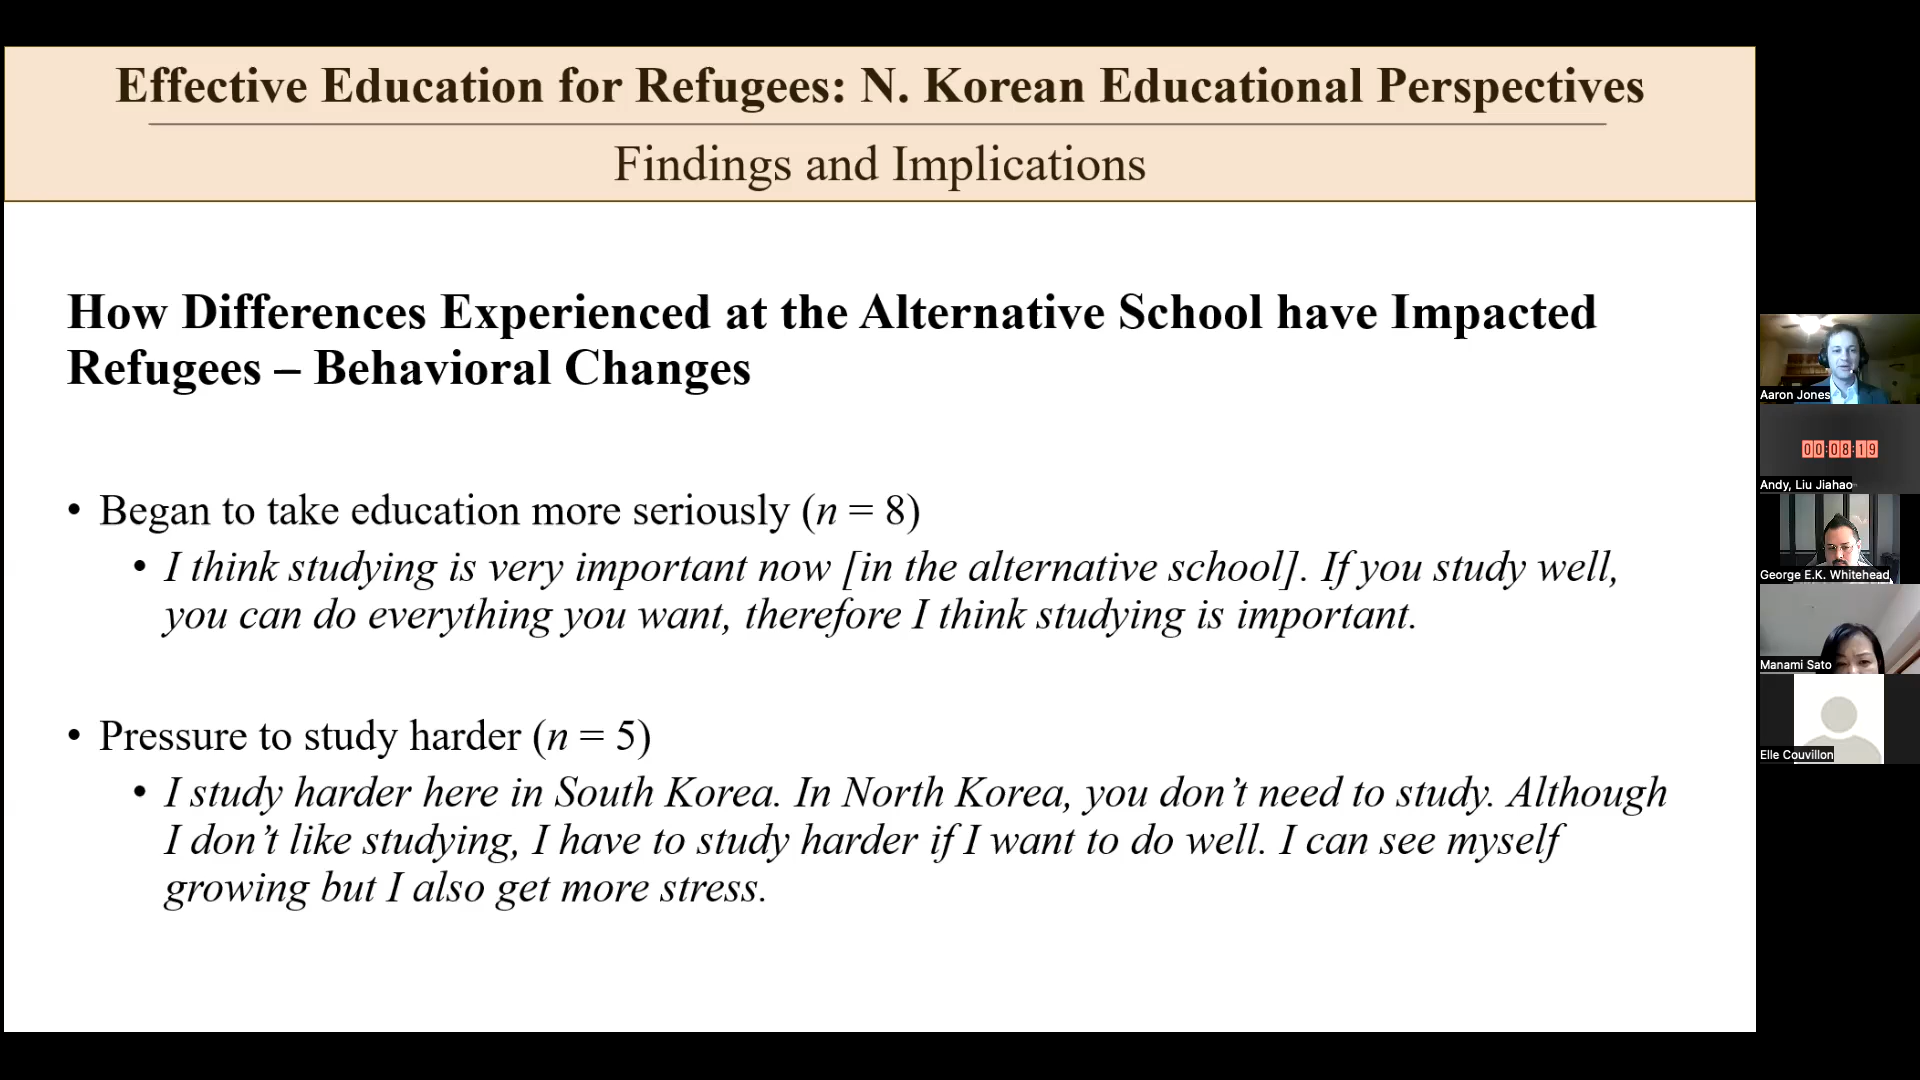 Effective Education for Refugees: N. Korean Educational Perspectives
Findings and Implications
How Differences Experienced at the Alternative School have Impacted
Refugees – Behavioral Changes
• Began to take education more seriously (n = 8)
• I think studying is very important now [in the alternative school]. If you study well,
you can do everything you want, therefore I think studying is important.
• Pressure to study harder (n = 5)
• I study harder here in South Korea. In North Korea, you don’t need to study. Although
I don’t like studying, I have to study harder if I want to do well. I can see myself
growing but I also get more stress.
Aaron Jones
00:08:19
Andy, Liu Jiahao
George E.K. Whitehead
Manami Sato
Elle Couvillon